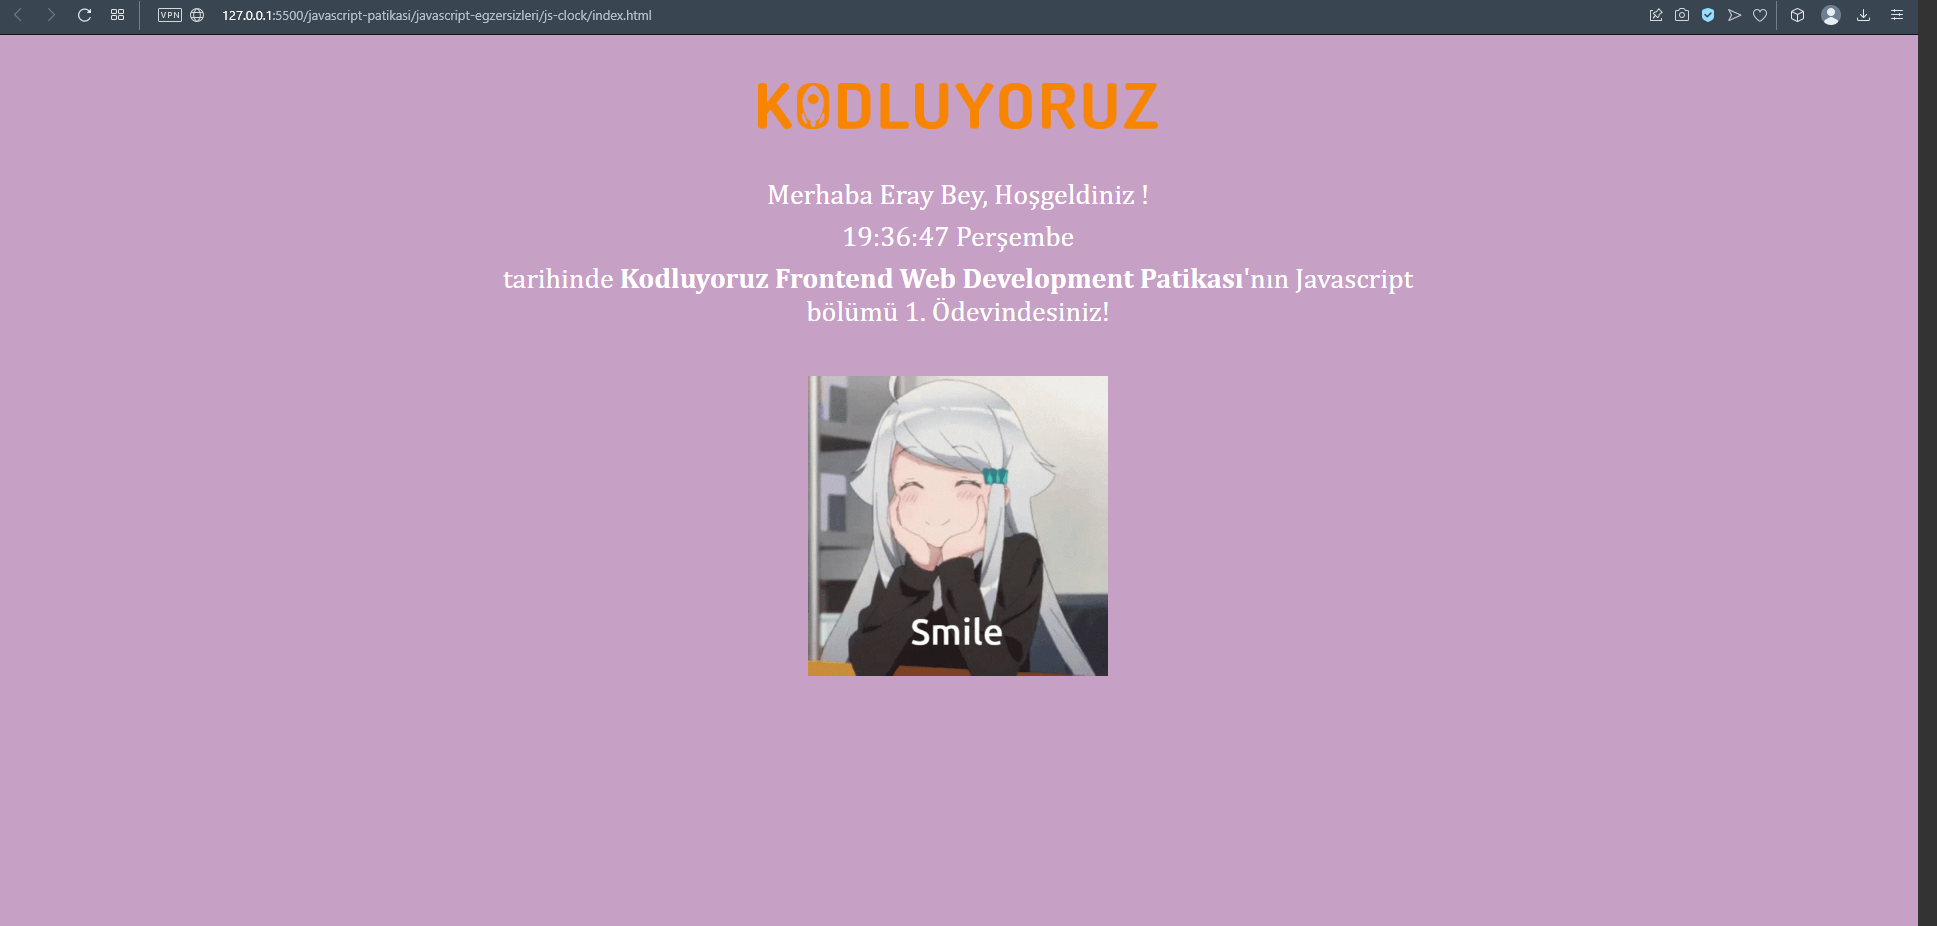 VPN 127.0.0.1:5500/javascript-patikasi/javascript-egzersizleri/js-clock/index.html
KODLUYORUZ
Merhaba Eray Bey, Hoşgeldiniz !
19:36:47 Perşembe
tarihinde Kodluyoruz Frontend Web Development Patikası'nın Javascript
bölümü 1. Ödevindesiniz!
Smile